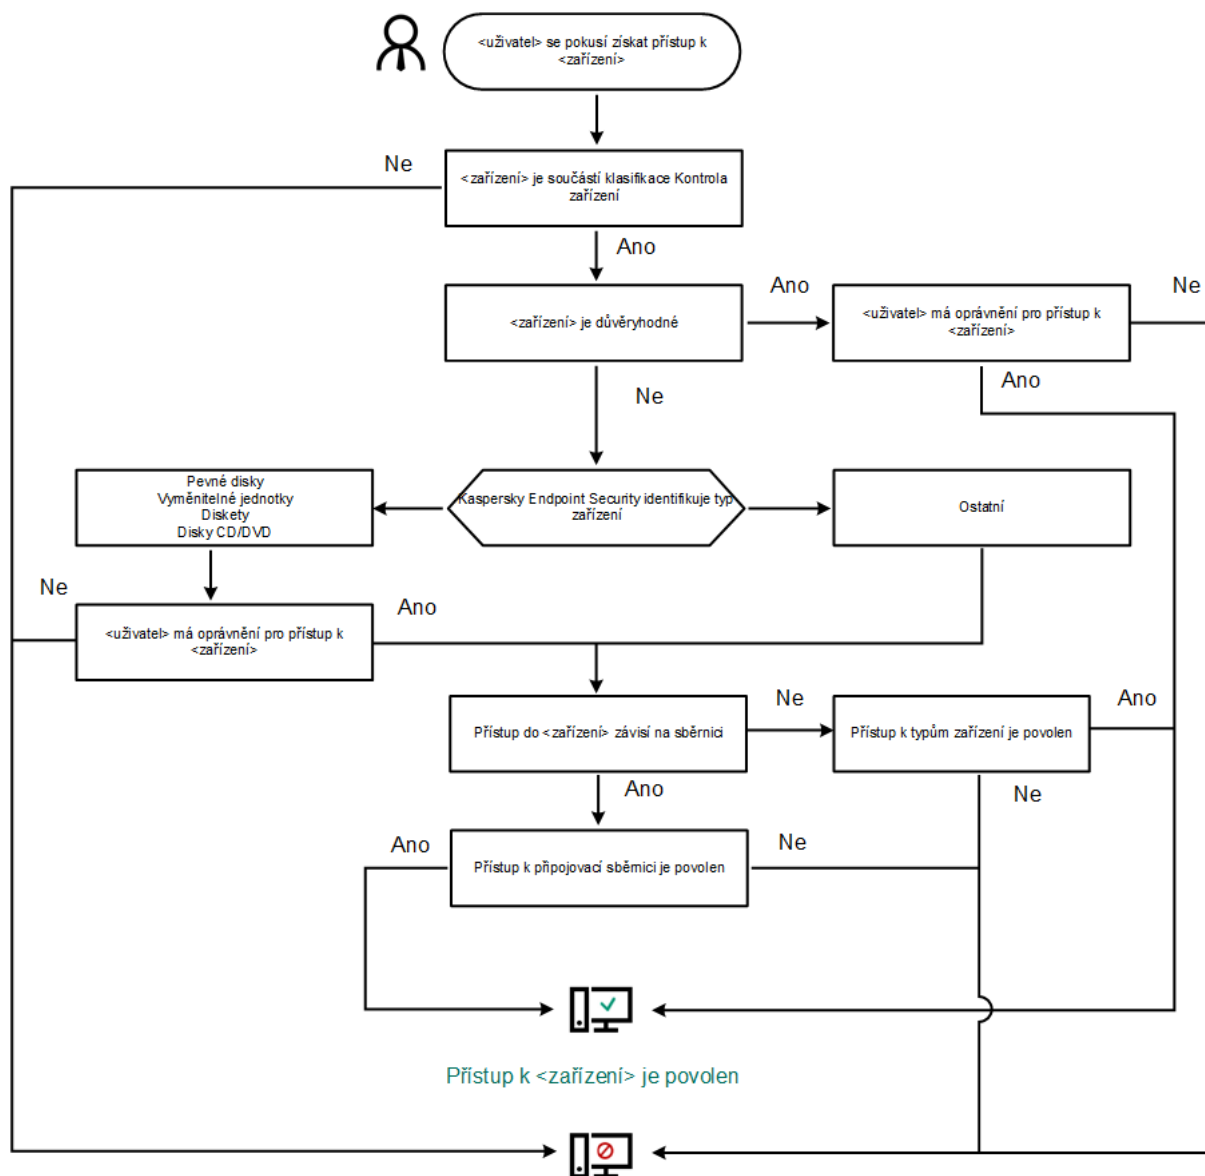 <uživatel> se pokusí získat přístup k
<zařízení>
Ne
<zařízení> je součástí klasifikace Kontrola
zařízení
Ano
<zařízení> je důvěryhodné
Ano
<uživatel> má oprávnění pro přístup k
<zařízení>
Ne
Ne
Ano
Pevné disky
Vyměnitelné jednotky
Diskety
Disky CD/DVD
Kaspersky Endpoint Security identifikuje typ
zařízení
Ostatní
Ne
<uživatel> má oprávnění pro přístup k
<zařízení>
Ano
Přístup do <zařízení> závisí na sběrnici
Ne
Přístup k typům zařízení je povolen
Ano
Ano
Ne
Ano
Přístup k připojovací sběrnici je povolen
Ne
Přístup k <zařízení> je povolen